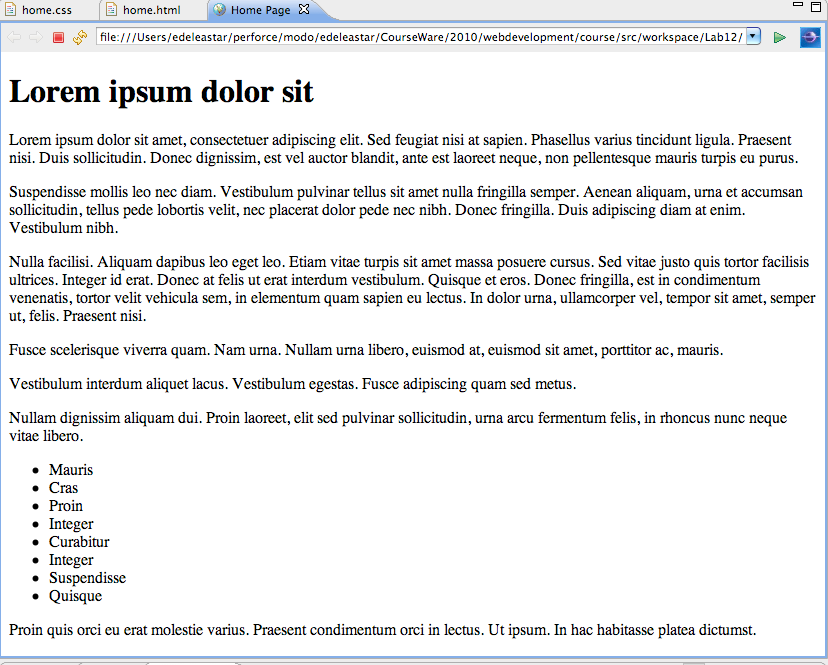 home.css
home.html
Home Page
file:///Users/edeleastar/perforce/modo/edeleastar/CourseWare/2010/webdevelopment/course/src/workspace/Lab12/
Lorem ipsum dolor sit
Lorem ipsum dolor sit amet, consectetuer adipiscing elit. Sed feugiat nisi at sapien. Phasellus varius tincidunt ligula. Praesent
nisi. Duis sollicitudin. Donec dignissim, est vel auctor blandit, ante est laoreet neque, non pellentesque mauris turpis eu purus.
Suspendisse mollis leo nec diam. Vestibulum pulvinar tellus sit amet nulla fringilla semper. Aenean aliquam, urna et accumsan
sollicitudin, tellus pede lobortis velit, nec placerat dolor pede nec nibh. Donec fringilla. Duis adipiscing diam at enim.
Vestibulum nibh.
Nulla facilisi. Aliquam dapibus leo eget leo. Etiam vitae turpis sit amet massa posuere cursus. Sed vitae justo quis tortor facilisis
ultrices. Integer id erat. Donec at felis ut erat interdum vestibulum. Quisque et eros. Donec fringilla, est in condimentum
venenatis, tortor velit vehicula sem, in elementum quam sapien eu lectus. In dolor urna, ullamcorper vel, tempor sit amet, semper
ut, felis. Praesent nisi.
Fusce scelerisque viverra quam. Nam urna. Nullam urna libero, euismod at, euismod sit amet, porttitor ac, mauris.
Vestibulum interdum aliquet lacus. Vestibulum egestas. Fusce adipiscing quam sed metus.
Nullam dignissim aliquam dui. Proin laoreet, elit sed pulvinar sollicitudin, urna arcu fermentum felis, in rhoncus nunc neque
vitae libero.
• Mauris
• Cras
• Proin
• Integer
• Curabitur
• Integer
• Suspendisse
• Quisque
Proin quis orci eu erat molestie varius. Praesent condimentum orci in lectus. Ut ipsum. In hac habitasse platea dictumst.